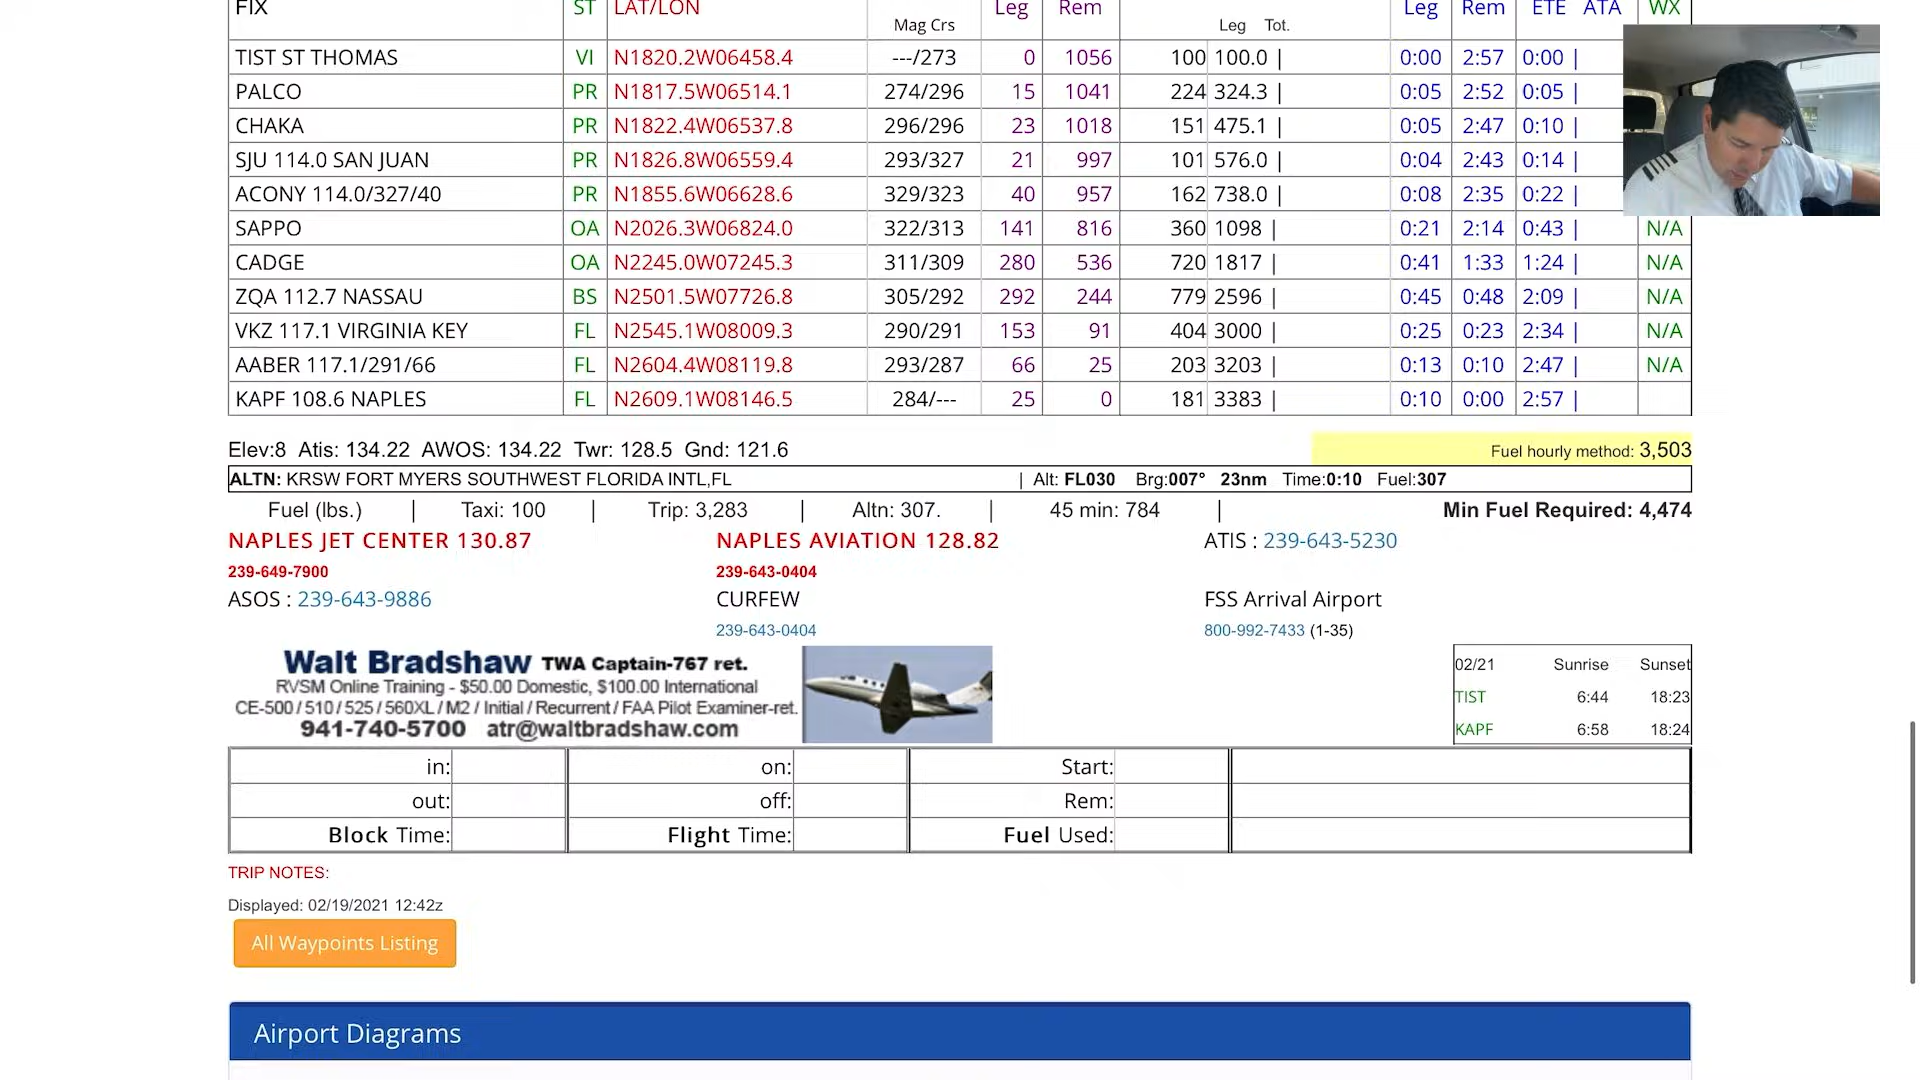 FIX ST LAT/LON Mag Crs Leg Rem Leg Tot. Leg Rem ETE ATA WX
TIST ST THOMAS VI N1820.2W06458.4 ---/273 0 1056 100 100.0 | 0:00 2:57 0:00 |
PALCO PR N1817.5W06514.1 274/296 15 1041 224 324.3 | 0:05 2:52 0:05 |
CHAKA PR N1822.4W06537.8 296/296 23 1018 151 475.1 | 0:05 2:47 0:10 |
SJU 114.0 SAN JUAN PR N1826.8W06559.4 293/327 21 997 101 576.0 | 0:04 2:43 0:14 |
ACONY 114.0/327/40 PR N1855.6W06628.6 329/323 40 957 162 738.0 | 0:08 2:35 0:22 |
SAPPO OA N2026.3W06824.0 322/313 141 816 360 1098 | 0:21 2:14 0:43 | N/A
CADGE OA N2245.0W07245.3 311/309 280 536 720 1817 | 0:41 1:33 1:24 | N/A
ZQA 112.7 NASSAU BS N2501.5W07726.8 305/292 292 244 779 2596 | 0:45 0:48 2:09 | N/A
VKZ 117.1 VIRGINIA KEY FL N2545.1W08009.3 290/291 153 91 404 3000 | 0:25 0:23 2:34 | N/A
AABER 117.1/291/66 FL N2604.4W08119.8 293/287 66 25 203 3203 | 0:13 0:10 2:47 | N/A
KAPF 108.6 NAPLES FL N2609.1W08146.5 284/--- 25 0 181 3383 | 0:10 0:00 2:57 |
Elev:8 Atis: 134.22 AWOS: 134.22 Twr: 128.5 Gnd: 121.6 Fuel hourly method: 3,503
ALTN: KRSW FORT MYERS SOUTHWEST FLORIDA INTL,FL | Alt: FL030 Brg:007° 23nm Time:0:10 Fuel:307
Fuel (lbs.) | Taxi: 100 | Trip: 3,283 | Altn: 307. | 45 min: 784 | Min Fuel Required: 4,474
NAPLES JET CENTER 130.87 NAPLES AVIATION 128.82 ATIS : 239-643-5230
239-649-7900 239-643-0404
ASOS : 239-643-9886 CURFEW FSS Arrival Airport
239-643-0404 800-992-7433 (1-35)
Walt Bradshaw TWA Captain-767 ret.
RVSM Online Training - $50.00 Domestic, $100.00 International
CE-500 / 510 / 525 / 560XL / M2 / Initial / Recurrent / FAA Pilot Examiner-ret.
941-740-5700 atr@waltbradshaw.com
02/21 Sunrise Sunset
TIST 6:44 18:23
KAPF 6:58 18:24
in: on: Start:
out: off: Rem:
Block Time: Flight Time: Fuel Used:
TRIP NOTES:
Displayed: 02/19/2021 12:42z
All Waypoints Listing
Airport Diagrams